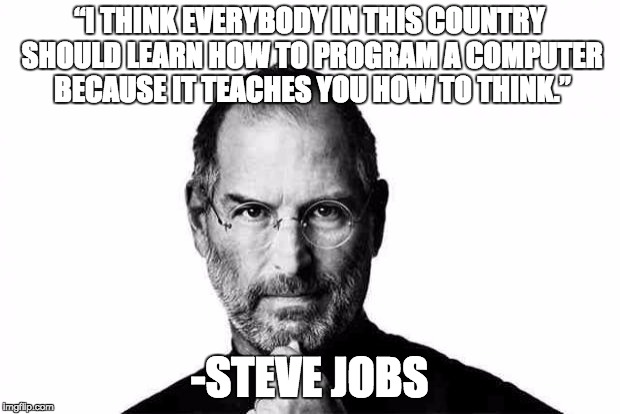 “I THINK EVERYBODY IN THIS COUNTRY
SHOULD LEARN HOW TO PROGRAM A COMPUTER
BECAUSE IT TEACHES YOU HOW TO THINK.”
-STEVE JOBS
imgflip.com